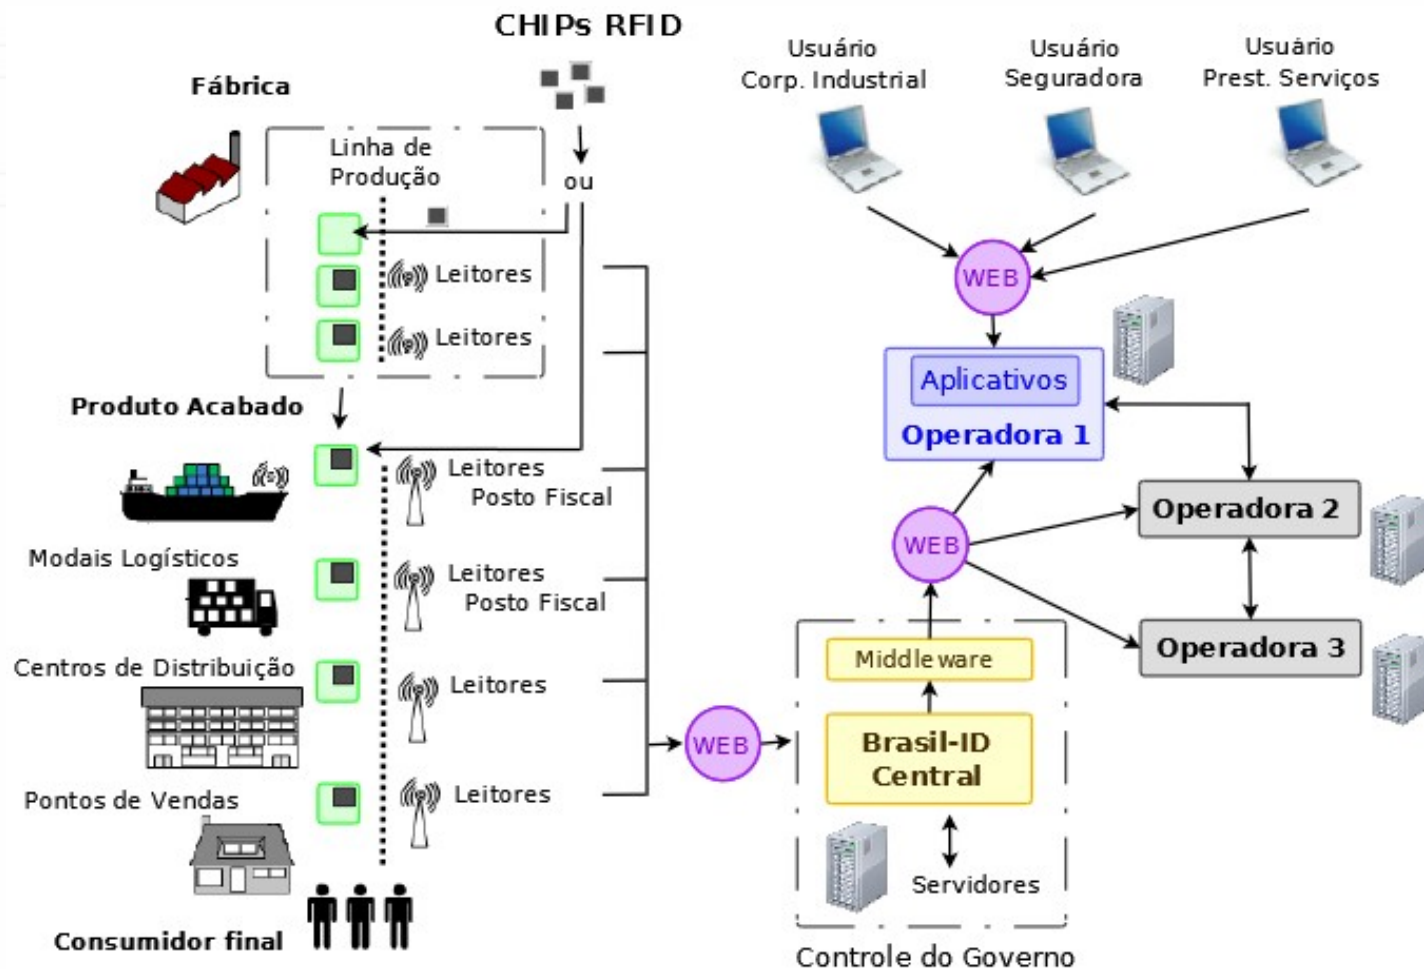 CHIPs RFID
Fábrica
Linha de
Produção
ou
Leitores
Leitores
Produto Acabado
Leitores
Posto Fiscal
Modais Logísticos
Leitores
Posto Fiscal
Centros de Distribuição
Leitores
Pontos de Vendas
Leitores
Consumidor final
WEB
Usuário
Corp. Industrial
Usuário
Seguradora
Usuário
Prest. Serviços
WEB
Aplicativos
Operadora 1
WEB
Operadora 2
Operadora 3
Middleware
Brasil-ID
Central
Servidores
Controle do Governo